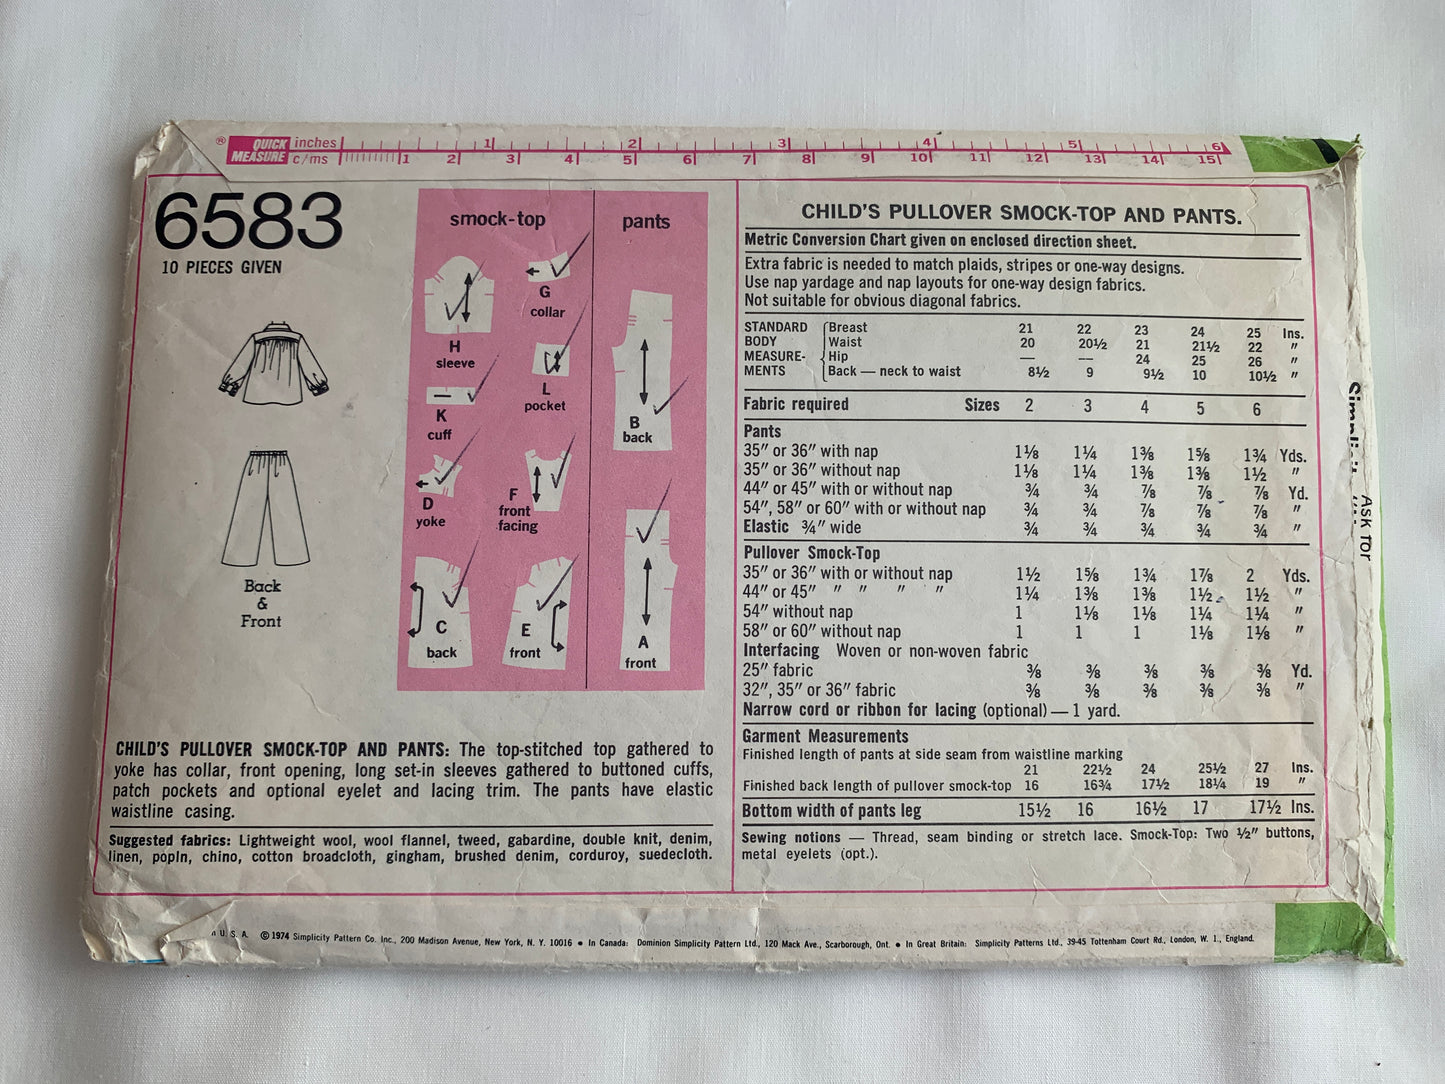 ® QUICK MEASURE inches 1 2 3 4 5 6
c/ms 1 2 3 4 5 6 7 8 9 10 11 12 13 14 15
6583
10 PIECES GIVEN
Back
&
Front
smock-top
pants
G
collar
H
sleeve
L
pocket
K
cuff
B
back
D
yoke
F
front
facing
C
back
E
front
A
front
CHILD'S PULLOVER SMOCK-TOP AND PANTS: The top-stitched top gathered to
yoke has collar, front opening, long set-in sleeves gathered to buttoned cuffs,
patch pockets and optional eyelet and lacing trim. The pants have elastic
waistline casing.
Suggested fabrics: Lightweight wool, wool flannel, tweed, gabardine, double knit, denim,
linen, popln, chino, cotton broadcloth, gingham, brushed denim, corduroy, suedecloth.
CHILD'S PULLOVER SMOCK-TOP AND PANTS.
Metric Conversion Chart given on enclosed direction sheet.
Extra fabric is needed to match plaids, stripes or one-way designs.
Use nap yardage and nap layouts for one-way design fabrics.
Not suitable for obvious diagonal fabrics.
STANDARD Breast 21 22 23 24 25 Ins.
BODY Waist 20 20½ 21 21½ 22 "
MEASURE- Hip — — 24 25 26 "
MENTS Back — neck to waist 8½ 9 9½ 10 10½ "
Fabric required Sizes 2 3 4 5 6
Pants
35" or 36" with nap 1⅛ 1¼ 1⅜ 1⅝ 1¾ Yds.
35" or 36" without nap 1⅛ 1¼ 1⅜ 1⅜ 1½ "
44" or 45" with or without nap ¾ ¾ ⅞ ⅞ ⅞ Yd.
54", 58" or 60" with or without nap ¾ ¾ ⅞ ⅞ ⅞ "
Elastic ¾" wide ¾ ¾ ¾ ¾ ¾ "
Pullover Smock-Top
35" or 36" with or without nap 1½ 1⅝ 1¾ 1⅞ 2 Yds.
44" or 45" " " " " 1¼ 1⅜ 1⅜ 1½ 1½ "
54" without nap 1 1⅛ 1⅛ 1¼ 1¼ "
58" or 60" without nap 1 1 1 1⅛ 1⅛ "
Interfacing Woven or non-woven fabric
25" fabric ⅜ ⅜ ⅜ ⅜ ⅜ Yd.
32", 35" or 36" fabric ⅜ ⅜ ⅜ ⅜ ⅜ "
Narrow cord or ribbon for lacing (optional) — 1 yard.
Garment Measurements
Finished length of pants at side seam from waistline marking
21 22½ 24 25½ 27 Ins.
Finished back length of pullover smock-top 16 16¾ 17½ 18¼ 19 "
Bottom width of pants leg 15½ 16 16½ 17 17½ Ins.
Sewing notions — Thread, seam binding or stretch lace. Smock-Top: Two ½" buttons,
metal eyelets (opt.).
Ask for
U. S. A. © 1974 Simplicity Pattern Co. Inc., 200 Madison Avenue, New York, N. Y. 10016 • In Canada: Dominion Simplicity Pattern Ltd., 120 Mack Ave., Scarborough, Ont. • In Great Britain: Simplicity Patterns Ltd., 39-45 Tottenham Court Rd., London, W. 1., England.